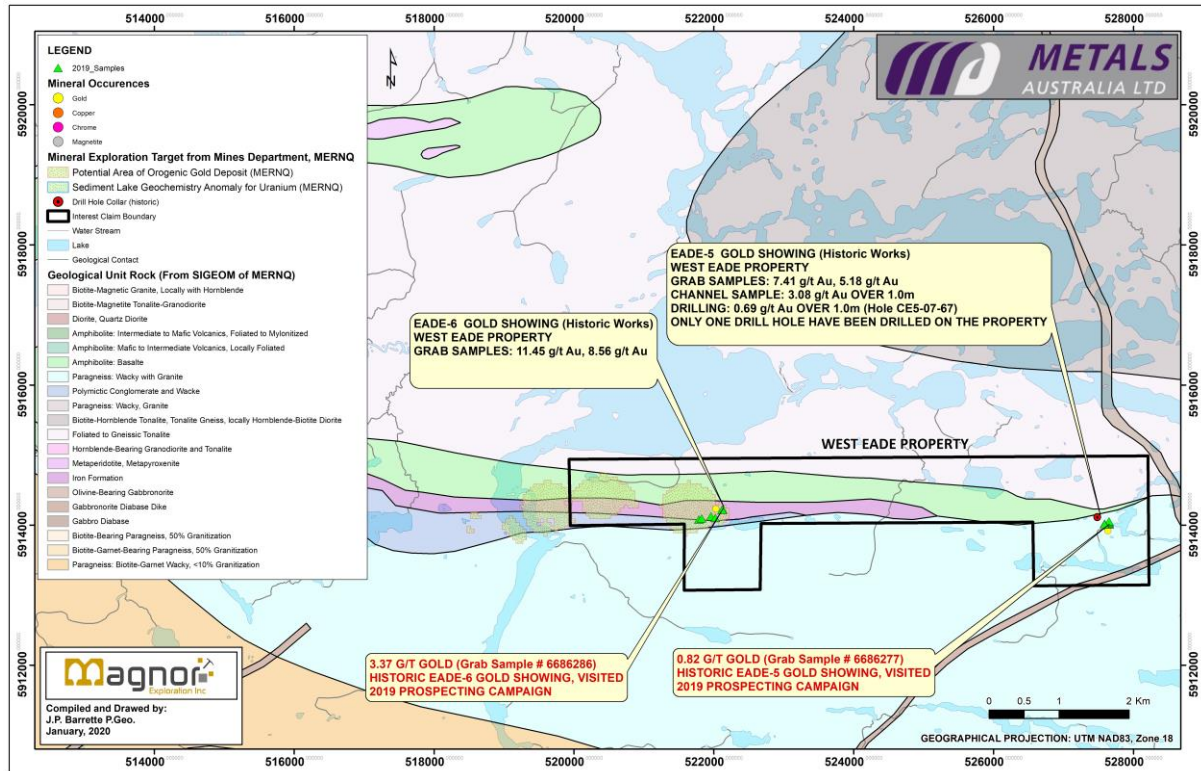 514000 516000 518000 520000 522000 524000 526000 528000
LEGEND
2019_Samples
Mineral Occurences
Gold
Copper
Chrome
Magnetite
Mineral Exploration Target from Mines Department, MERNQ
Potential Area of Orogenic Gold Deposit (MERNQ)
Sediment Lake Geochemistry Anomaly for Uranium (MERNQ)
Drill Hole Collar (historic)
Interest Claim Boundary
Water Stream
Lake
Geological Contact
Geological Unit Rock (From SIGEOM of MERNQ)
Biotite-Magnetic Granite, Locally with Hornblende
Biotite-Magnetite Tonalite-Granodiorite
Diorite, Quartz Diorite
Amphibolite: Intermediate to Mafic Volcanics, Foliated to Mylonitized
Amphibolite: Mafic to Intermediate Volcanics, Locally Foliated
Amphibolite: Basalte
Paragneiss: Wacky with Granite
Polymictic Conglomerate and Wacke
Paragneiss: Wacky, Granite
Biotite-Hornblende Tonalite, Tonalite Gneiss, locally Hornblende-Biotite Diorite
Foliated to Gneissic Tonalite
Hornblende-Bearing Granodiorite and Tonalite
Metaperidotite, Metapyroxenite
Iron Formation
Olivine-Bearing Gabbronorite
Gabbronorite Diabase Dike
Gabbro Diabase
Biotite-Bearing Paragneiss, 50% Granitization
Biotite-Garnet-Bearing Paragneiss, 50% Granitization
Paragneiss: Biotite-Garnet Wacky, <10% Granitization
N
METALS
AUSTRALIA LTD
5920000
5918000
5916000
5914000
5912000
5920000
5918000
5916000
5914000
5912000
EADE-5 GOLD SHOWING (Historic Works)
WEST EADE PROPERTY
GRAB SAMPLES: 7.41 g/t Au, 5.18 g/t Au
CHANNEL SAMPLE: 3.08 g/t Au OVER 1.0m
DRILLING: 0.69 g/t Au OVER 1.0m (Hole CE5-07-67)
ONLY ONE DRILL HOLE HAVE BEEN DRILLED ON THE PROPERTY
EADE-6 GOLD SHOWING (Historic Works)
WEST EADE PROPERTY
GRAB SAMPLES: 11.45 g/t Au, 8.56 g/t Au
WEST EADE PROPERTY
3.37 G/T GOLD (Grab Sample # 6686286)
HISTORIC EADE-6 GOLD SHOWING, VISITED
2019 PROSPECTING CAMPAIGN
0.82 G/T GOLD (Grab Sample # 6686277)
HISTORIC EADE-5 GOLD SHOWING, VISITED
2019 PROSPECTING CAMPAIGN
Magnor
Exploration Inc
Compiled and Drawed by:
J.P. Barrette P.Geo.
January, 2020
0 0.5 1 2 Km
GEOGRAPHICAL PROJECTION: UTM NAD83, Zone 18
514000 516000 518000 520000 522000 524000 526000 528000